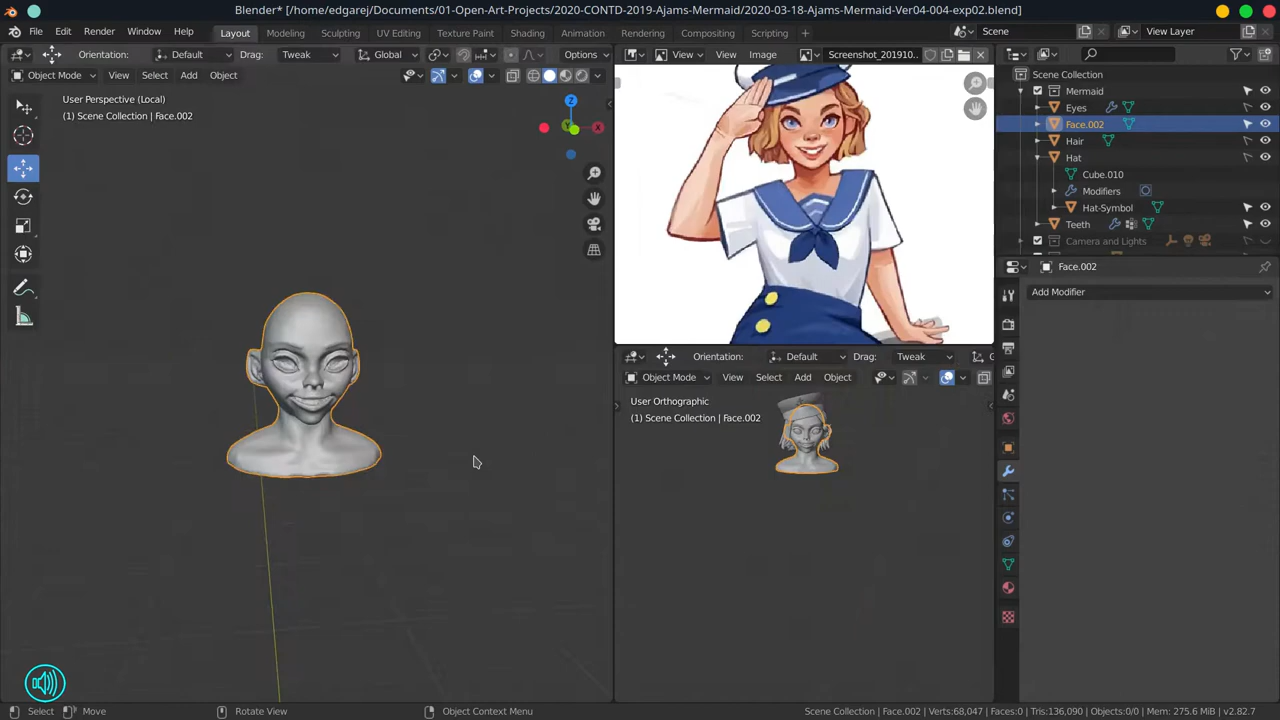 Blender* [/home/edgarej/Documents/01-Open-Art-Projects/2020-CONTD-2019-Ajams-Mermaid/2020-03-18-Ajams-Mermaid-Ver04-004-exp02.blend]
File Edit Render Window Help Layout Modeling Sculpting UV Editing Texture Paint Shading Animation Rendering Compositing Scripting Scene View Layer
Orientation: Default Drag: Tweak Global Options
View View Image Screenshot_201910..
Object Mode View Select Add Object
User Perspective (Local)
(1) Scene Collection | Face.002
Z
X
Y
Scene Collection
Mermaid
Eyes
Face.002
Hair
Hat
Cube.010
Modifiers
Hat-Symbol
Teeth
Camera and Lights
Face.002
Add Modifier
Orientation: Default Drag: Tweak G
Object Mode View Select Add Object
User Orthographic
(1) Scene Collection | Face.002
Select Move Rotate View Object Context Menu
Scene Collection | Face.002 | Verts:68,047 | Faces:0 | Tris:136,090 | Objects:0/0 | Mem: 275.6 MiB | v2.82.7